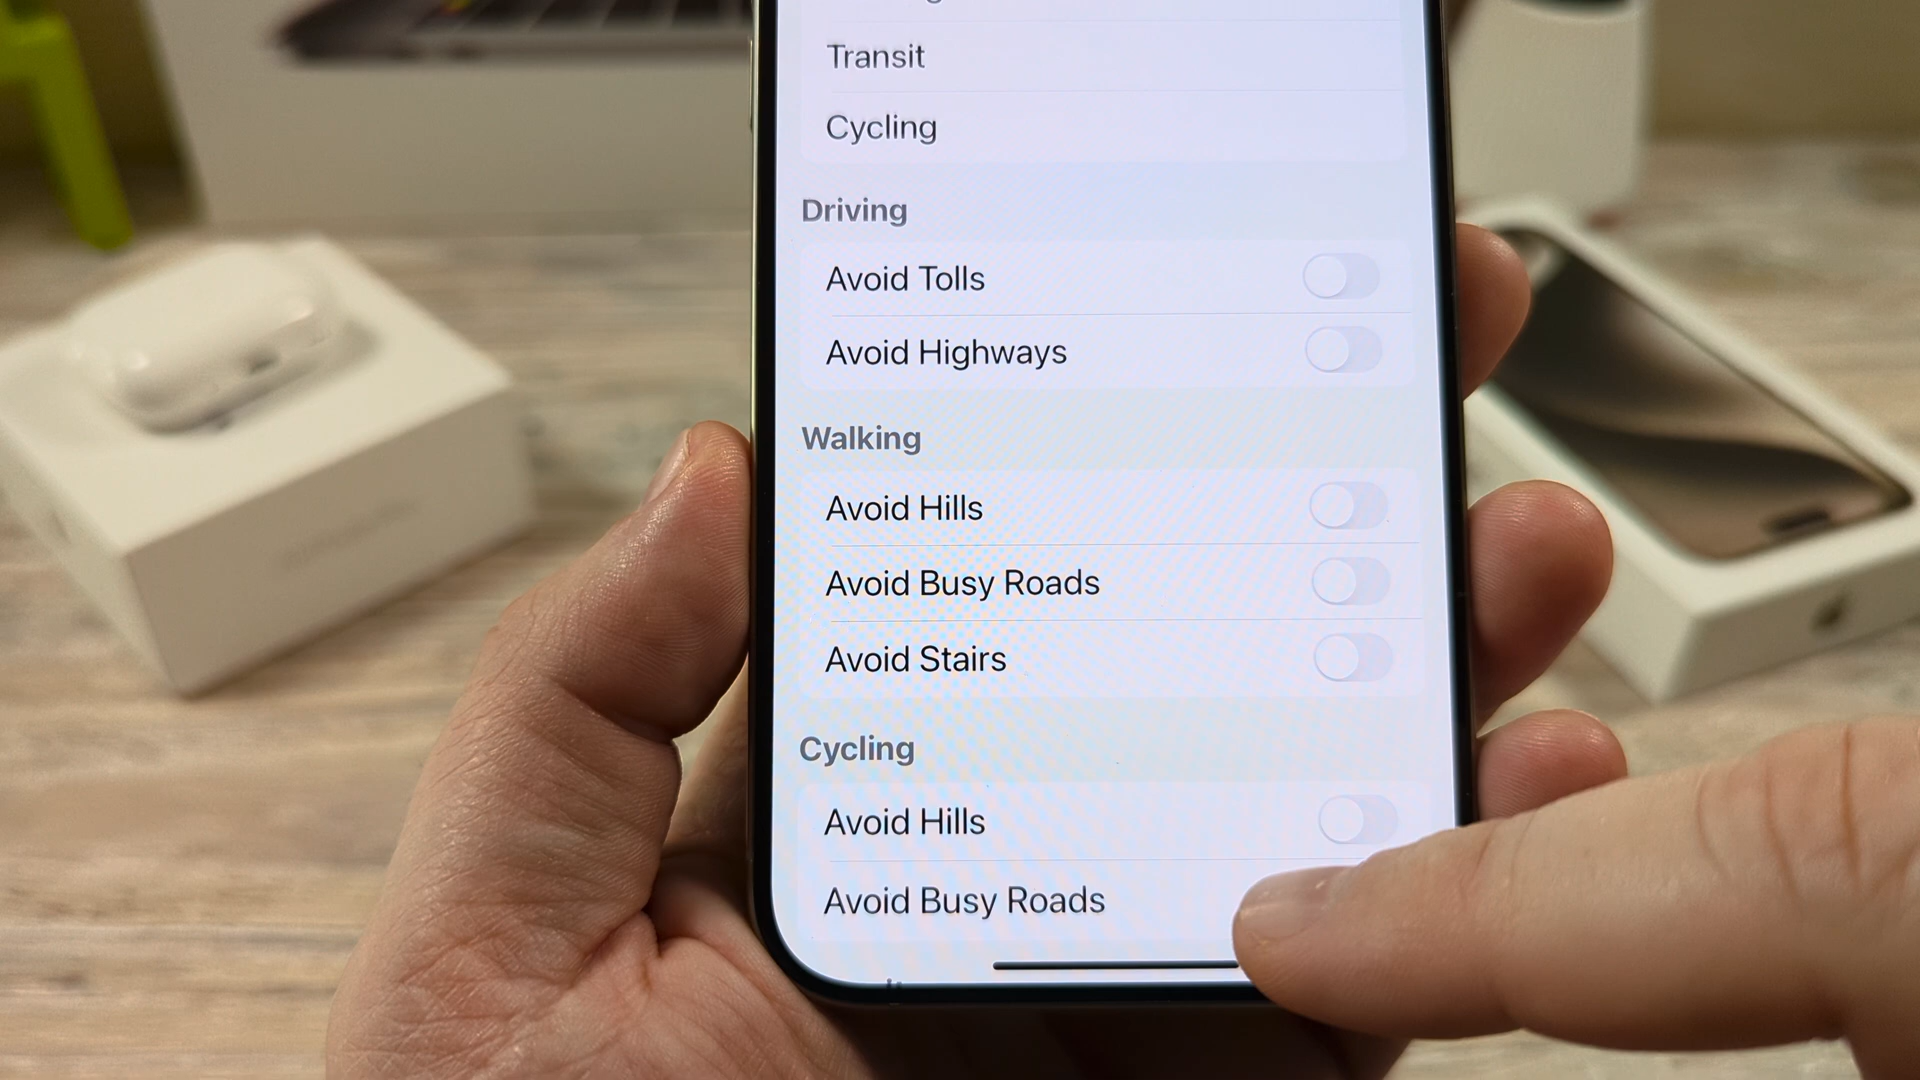 Transit
Cycling
Driving
Avoid Tolls
Avoid Highways
Walking
Avoid Hills
Avoid Busy Roads
Avoid Stairs
Cycling
Avoid Hills
Avoid Busy Roads